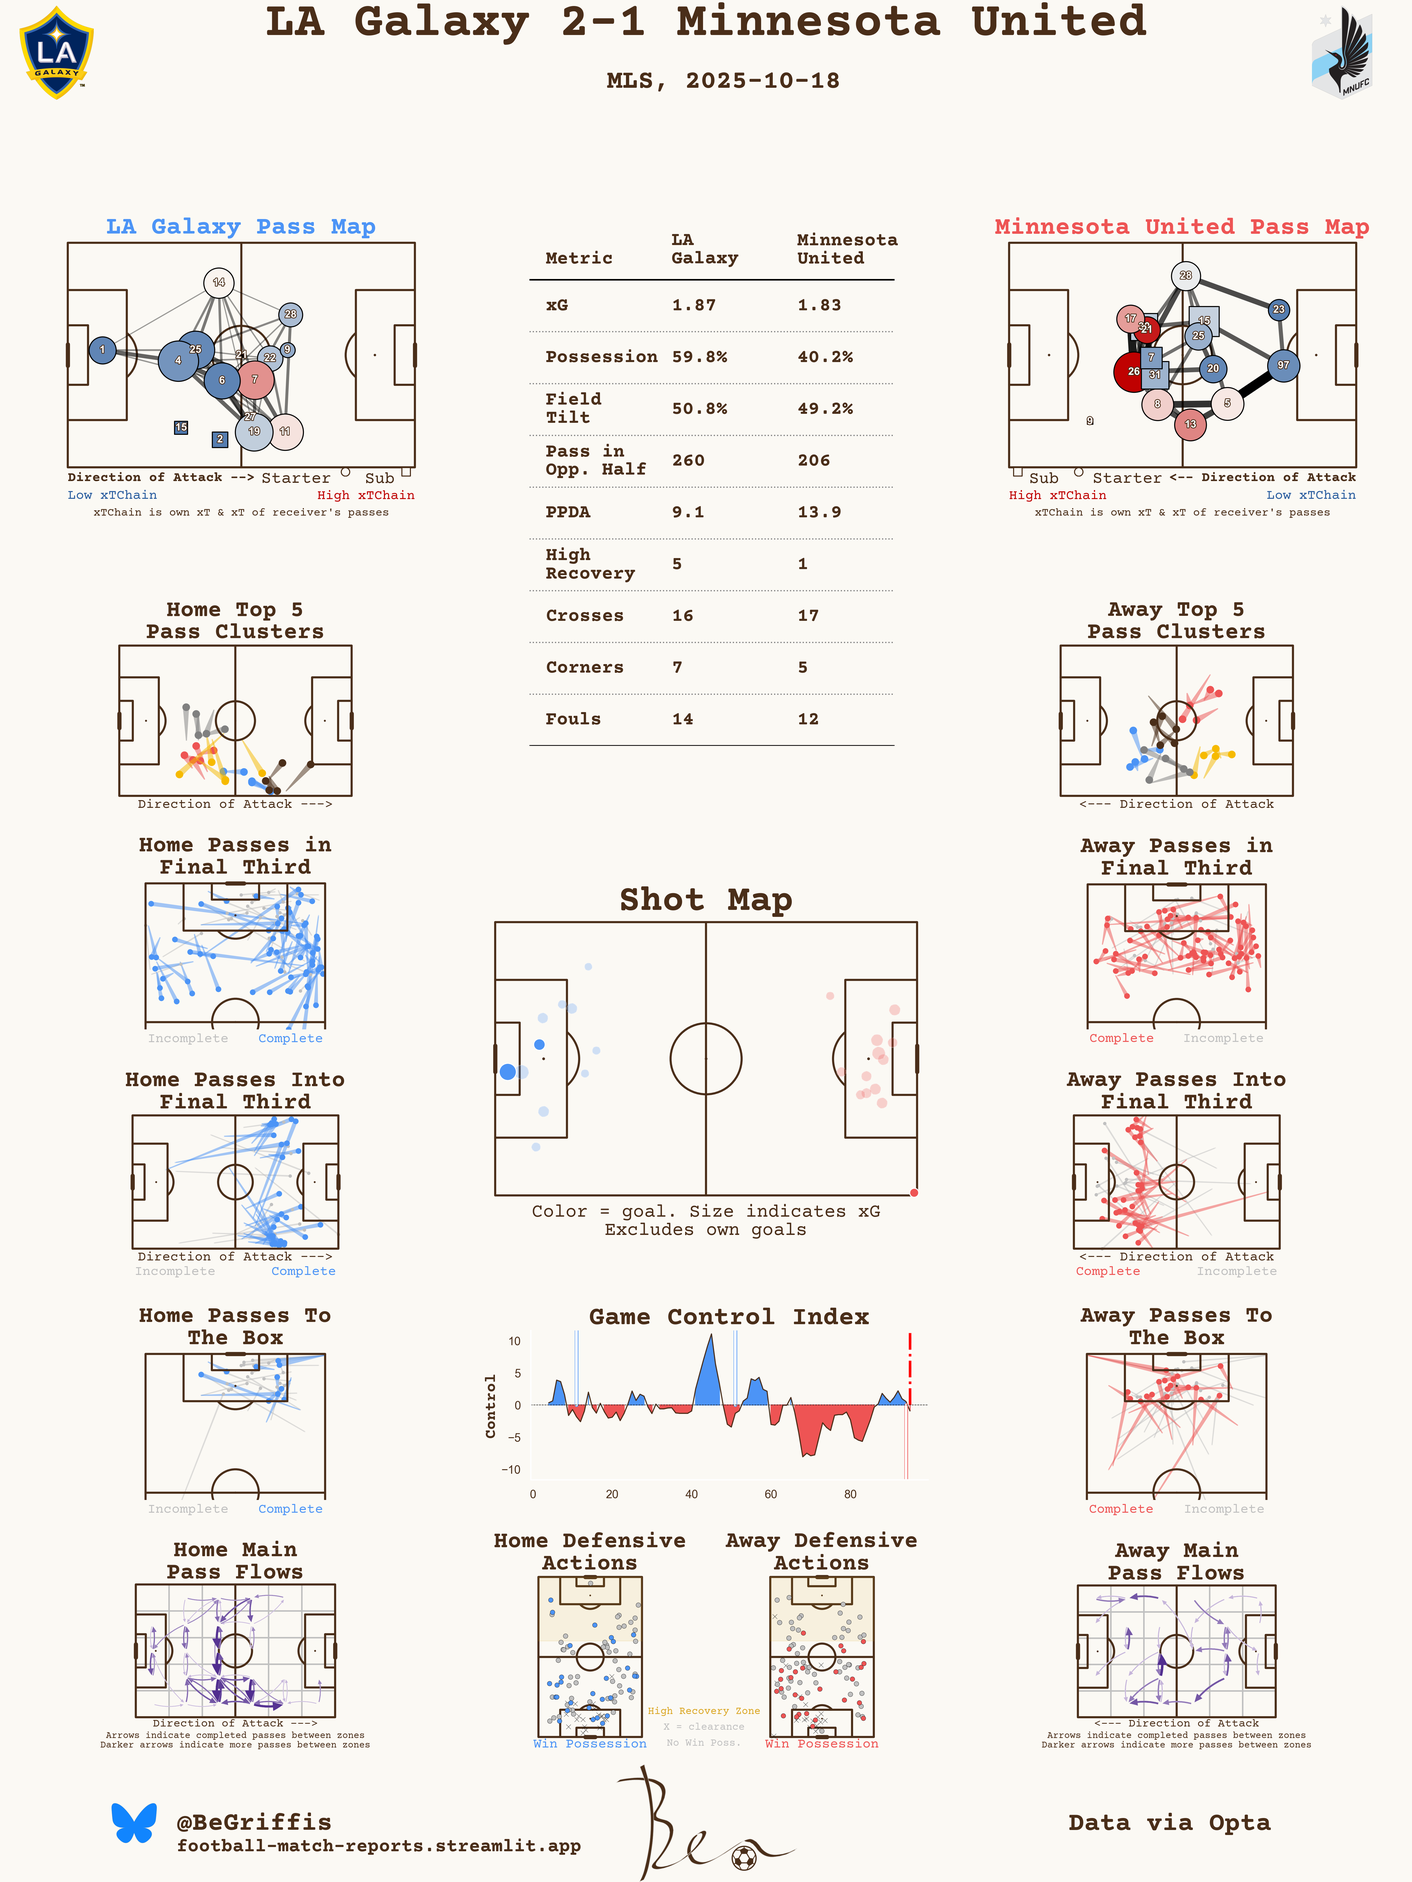 LA Galaxy 2-1 Minnesota United
MLS, 2025-10-18
LA
GALAXY
TM
MNUFC
LA Galaxy Pass Map
14
28
1
25
4
21
22
9
6
7
27
19
11
15
2
Direction of Attack --> Starter Sub
Low xTChain High xTChain
xTChain is own xT & xT of receiver's passes
Metric LA Galaxy Minnesota United
xG 1.87 1.83
Possession 59.8% 40.2%
Field Tilt 50.8% 49.2%
Pass in Opp. Half 260 206
PPDA 9.1 13.9
High Recovery 5 1
Crosses 16 17
Corners 7 5
Fouls 14 12
Minnesota United Pass Map
28
23
17
21
15
25
7
97
26
31
20
8
5
13
9
Sub Starter <-- Direction of Attack
High xTChain Low xTChain
xTChain is own xT & xT of receiver's passes
Home Top 5
Pass Clusters
Direction of Attack --->
Away Top 5
Pass Clusters
<--- Direction of Attack
Home Passes in
Final Third
Incomplete Complete
Away Passes in
Final Third
Complete Incomplete
Shot Map
Color = goal. Size indicates xG
Excludes own goals
Home Passes Into
Final Third
Direction of Attack --->
Incomplete Complete
Away Passes Into
Final Third
<--- Direction of Attack
Complete Incomplete
Home Passes To
The Box
Incomplete Complete
Game Control Index
Control
10
5
0
−5
−10
0 20 40 60 80
Away Passes To
The Box
Complete Incomplete
Home Main
Pass Flows
Direction of Attack --->
Arrows indicate completed passes between zones
Darker arrows indicate more passes between zones
Home Defensive
Actions
Win Possession
High Recovery Zone
X = clearance
No Win Poss.
Away Defensive
Actions
Win Possession
Away Main
Pass Flows
<--- Direction of Attack
Arrows indicate completed passes between zones
Darker arrows indicate more passes between zones
@BeGriffis
football-match-reports.streamlit.app
Ben
Data via Opta